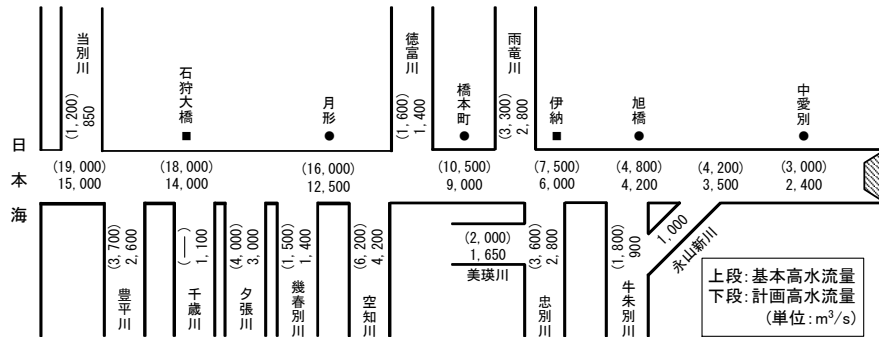 当別川
(1,200)
850
石狩大橋
月形
徳富川
(1,600)
1,400
橋本町
雨竜川
(3,300)
2,800
伊納
旭橋
中愛別
日本海
(19,000)
15,000
(18,000)
14,000
(16,000)
12,500
(10,500)
9,000
(7,500)
6,000
(4,800)
4,200
(4,200)
3,500
(3,000)
2,400
(3,700)
2,600
豊平川
(―)
1,100
千歳川
(4,000)
3,000
夕張川
(1,500)
1,400
幾春別川
(6,200)
4,200
空知川
(2,000)
1,650
美瑛川
(3,600)
2,800
忠別川
(1,800)
900
牛朱別川
1,000
永山新川
上段:基本高水流量
下段:計画高水流量
(単位:m³/s)